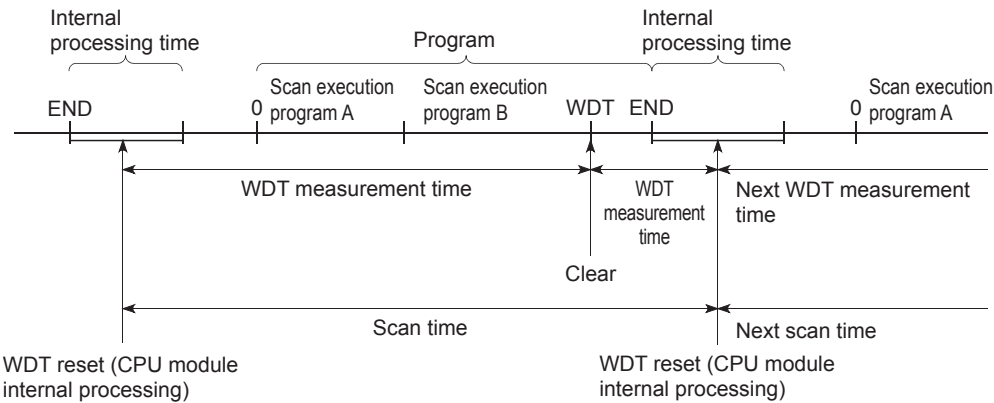 Internal
processing time
Program
Internal
processing time
END
0
Scan execution
program A
Scan execution
program B
WDT
END
0
Scan execution
program A
WDT measurement time
WDT
measurement
time
Next WDT measurement
time
Clear
Scan time
Next scan time
WDT reset (CPU module
internal processing)
WDT reset (CPU module
internal processing)